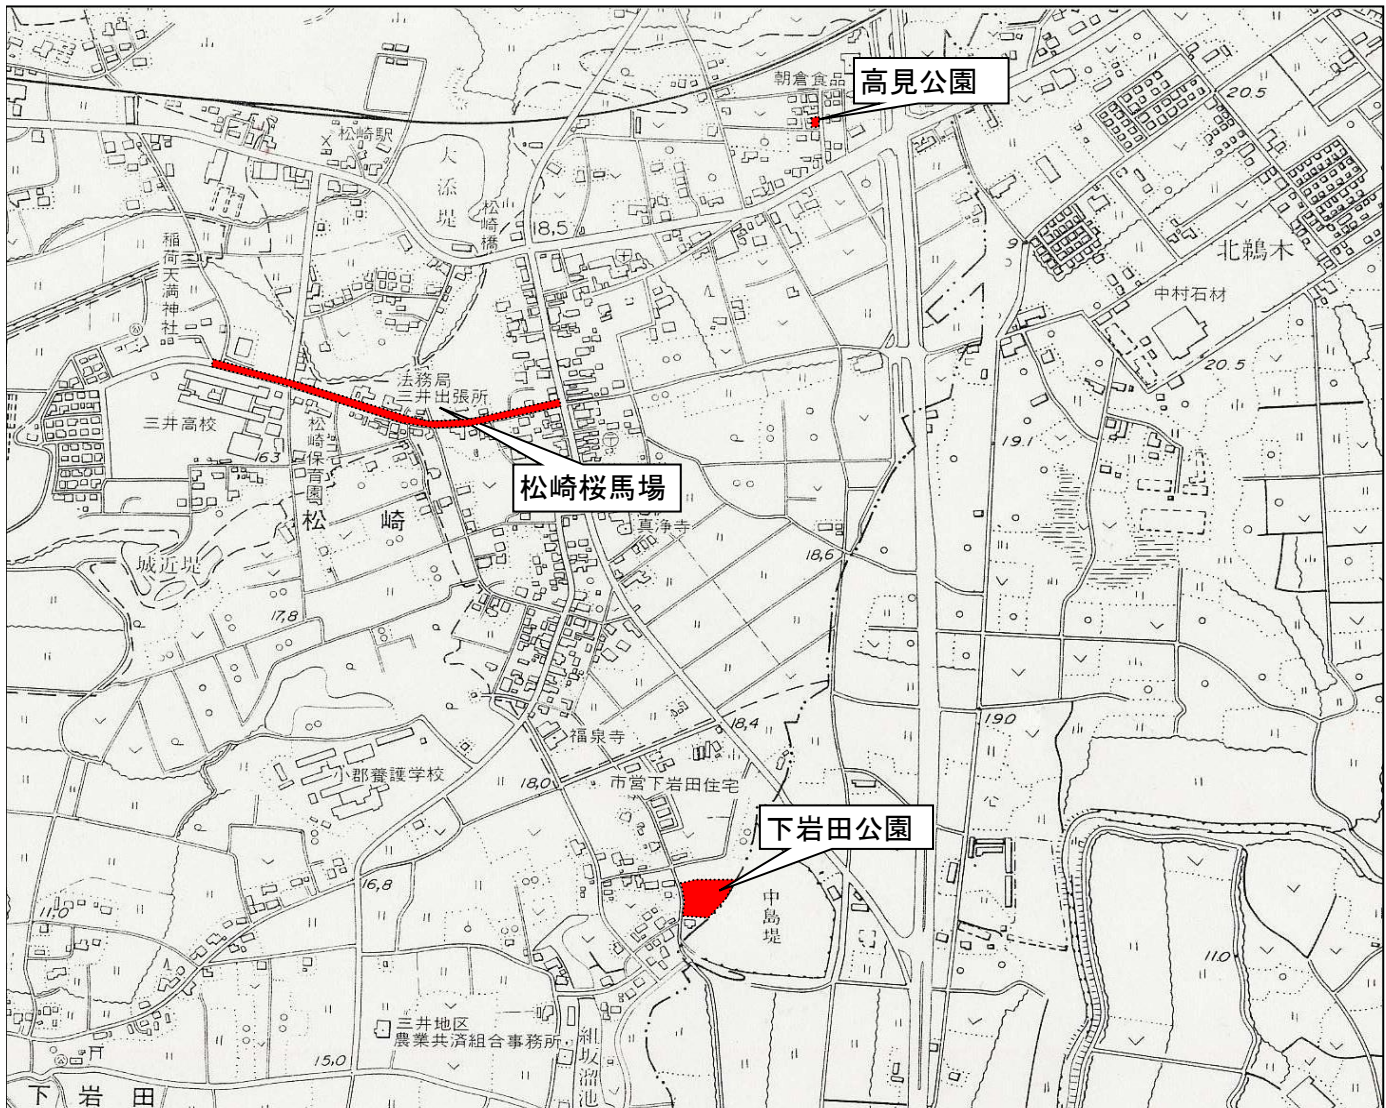 朝倉食品
高見公園
20.5
松崎駅
大添堤
松崎橋
18.5
稲荷天満神社
北鵜木
中村石材
20.5
法務局
三井出張所
三井高校
松崎保育園
16.3
19.1
松崎桜馬場
松崎
真浄寺
18.6
城近堤
17.8
18.4
19.0
福泉寺
小郡養護学校
18.0
市営下岩田住宅
下岩田公園
16.8
11.0
中島堤
11.0
三井地区
農業共済組合事務所
15.0
下岩田